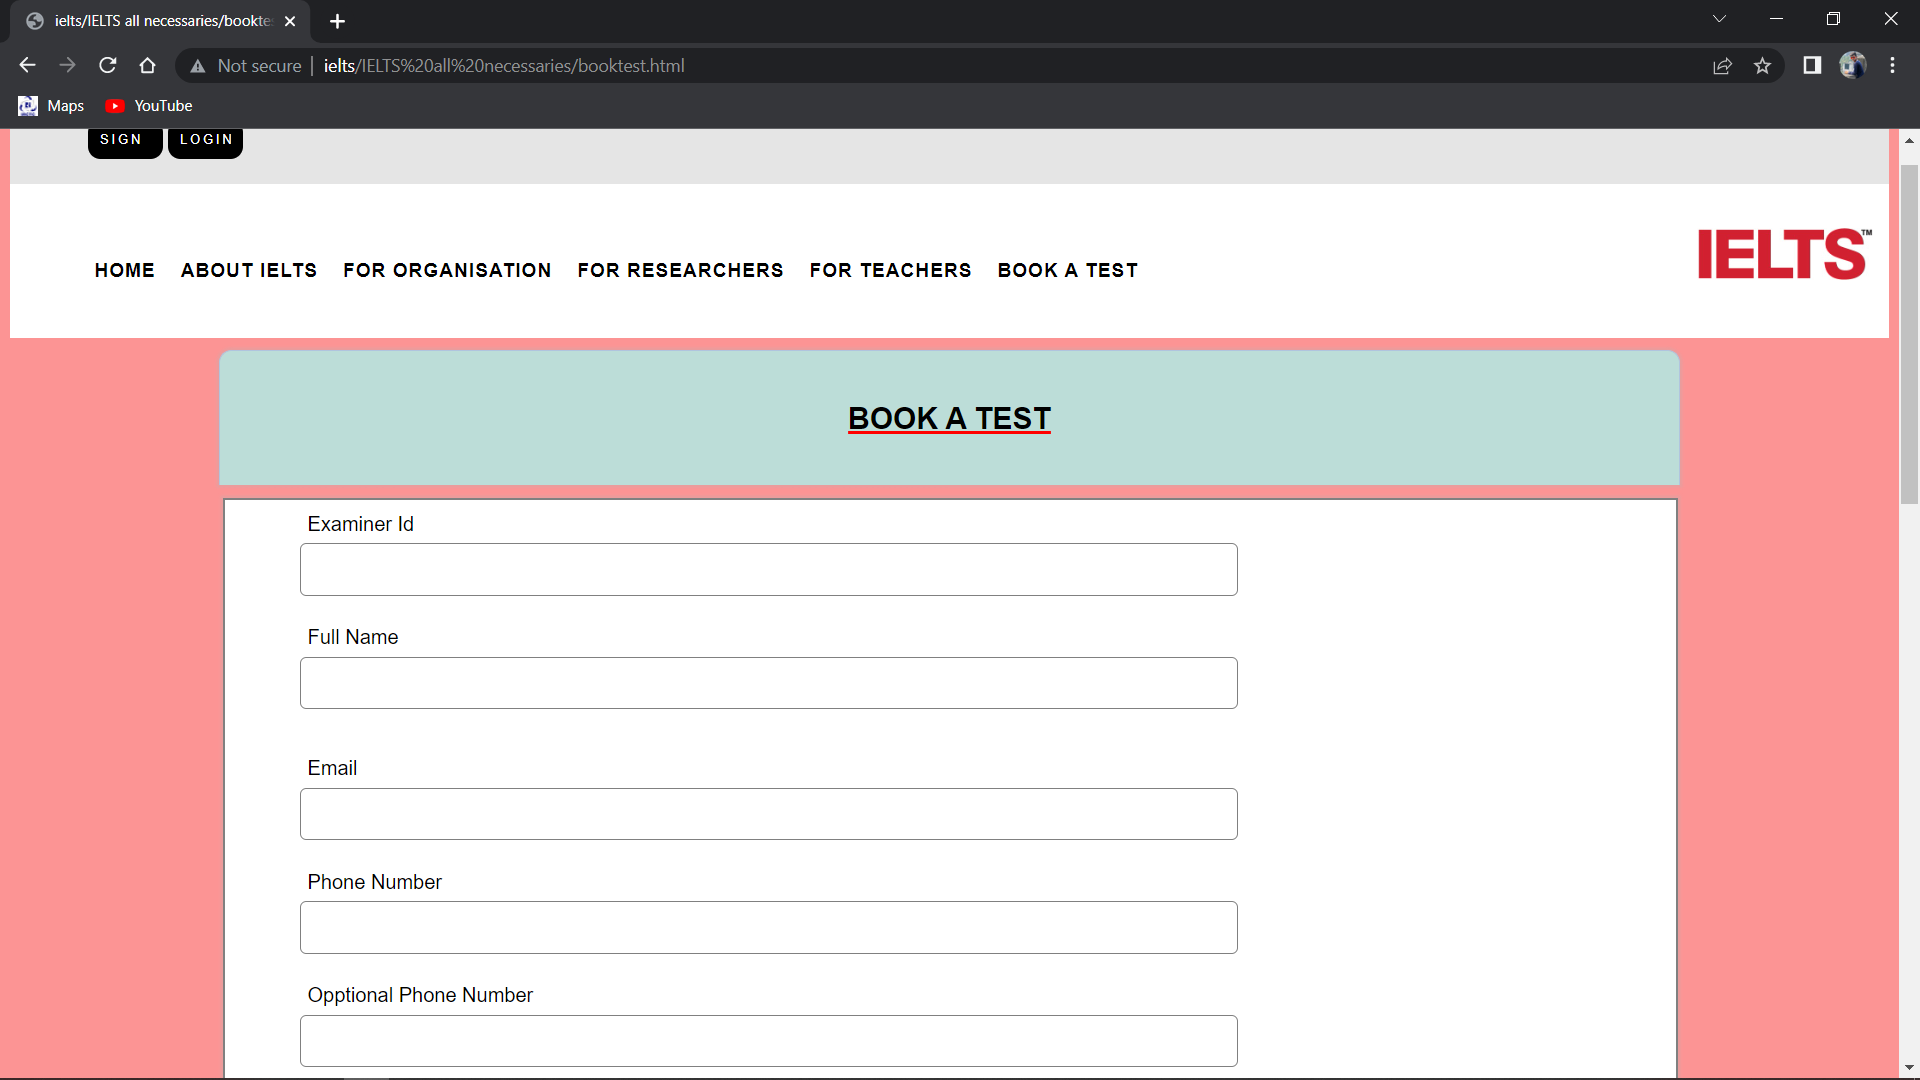 ielts/IELTS all necessaries/bookte
Not secure | ielts/IELTS%20all%20necessaries/booktest.html
Maps YouTube
SIGN LOGIN
IELTS™
HOME ABOUT IELTS FOR ORGANISATION FOR RESEARCHERS FOR TEACHERS BOOK A TEST
BOOK A TEST
Examiner Id
Full Name
Email
Phone Number
Opptional Phone Number